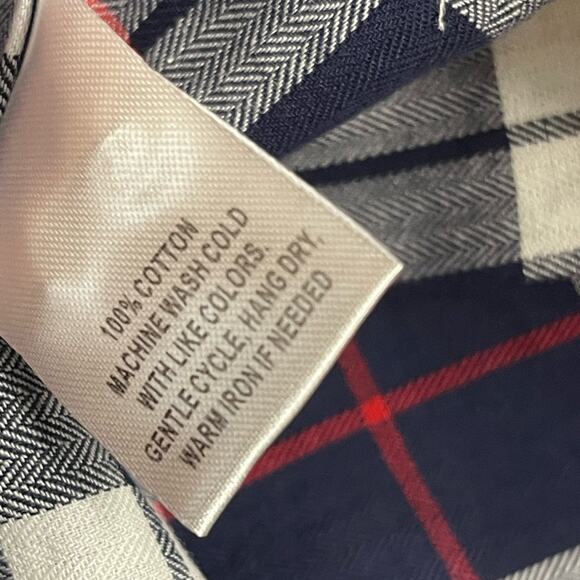 100% COTTON
MACHINE WASH COLD
WITH LIKE COLORS.
GENTLE CYCLE, HANG DRY,
WARM IRON IF NEEDED